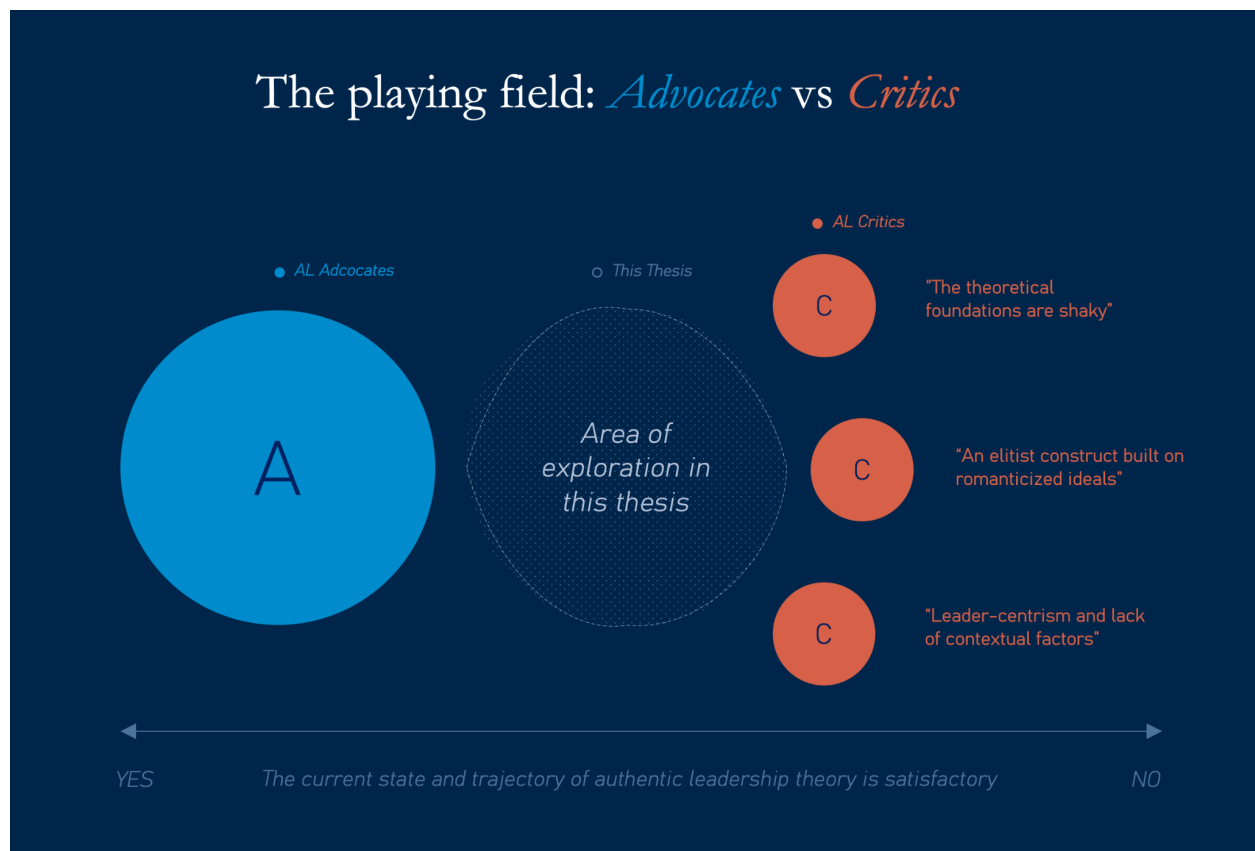 The playing field: Advocates vs Critics
AL Critics
AL Adcocates
This Thesis
C
"The theoretical
foundations are shaky"
A
Area of
exploration in
this thesis
C
"An elitist construct built on
romanticized ideals"
C
"Leader-centrism and lack
of contextual factors"
YES
The current state and trajectory of authentic leadership theory is satisfactory
NO